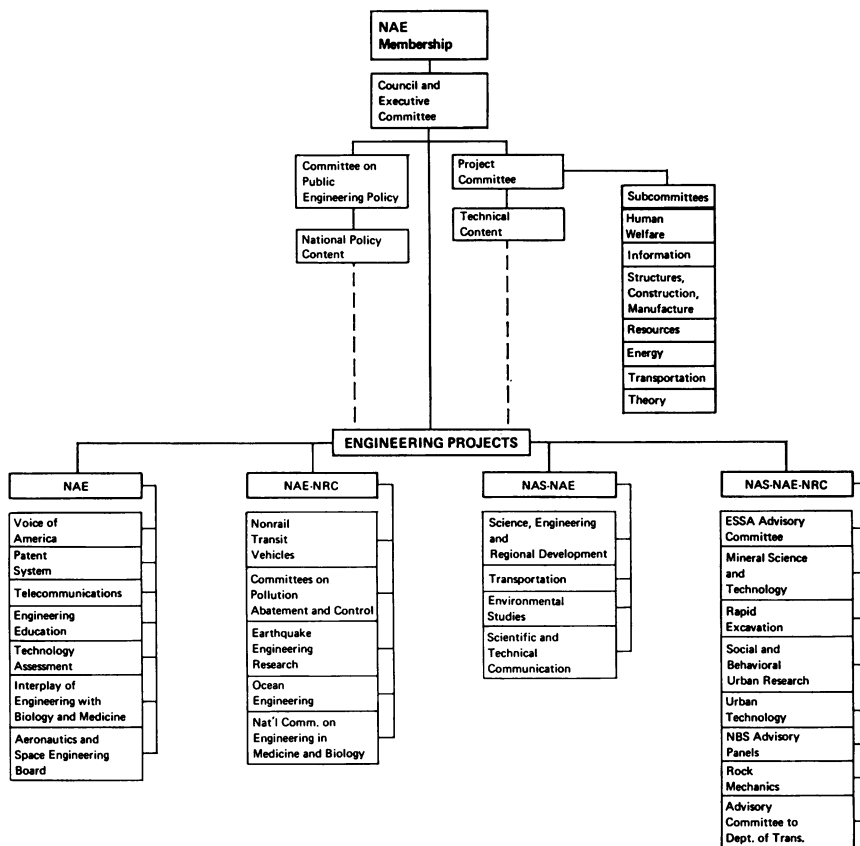 NAE
Membership
Council and
Executive
Committee
Committee on
Public
Engineering Policy
National Policy
Content
Project
Committee
Technical
Content
Subcommittees
Human
Welfare
Information
Structures,
Construction,
Manufacture
Resources
Energy
Transportation
Theory
ENGINEERING PROJECTS
NAE
Voice of
America
Patent
System
Telecommunications
Engineering
Education
Technology
Assessment
Interplay of
Engineering with
Biology and Medicine
Aeronautics and
Space Engineering
Board
NAE-NRC
Nonrail
Transit
Vehicles
Committees on
Pollution
Abatement and Control
Earthquake
Engineering
Research
Ocean
Engineering
Nat'l Comm. on
Engineering in
Medicine and Biology
NAS-NAE
Science, Engineering
and
Regional Development
Transportation
Environmental
Studies
Scientific and
Technical
Communication
NAS-NAE-NRC
ESSA Advisory
Committee
Mineral Science
and
Technology
Rapid
Excavation
Social and
Behavioral
Urban Research
Urban
Technology
NBS Advisory
Panels
Rock
Mechanics
Advisory
Committee to
Dept. of Trans.